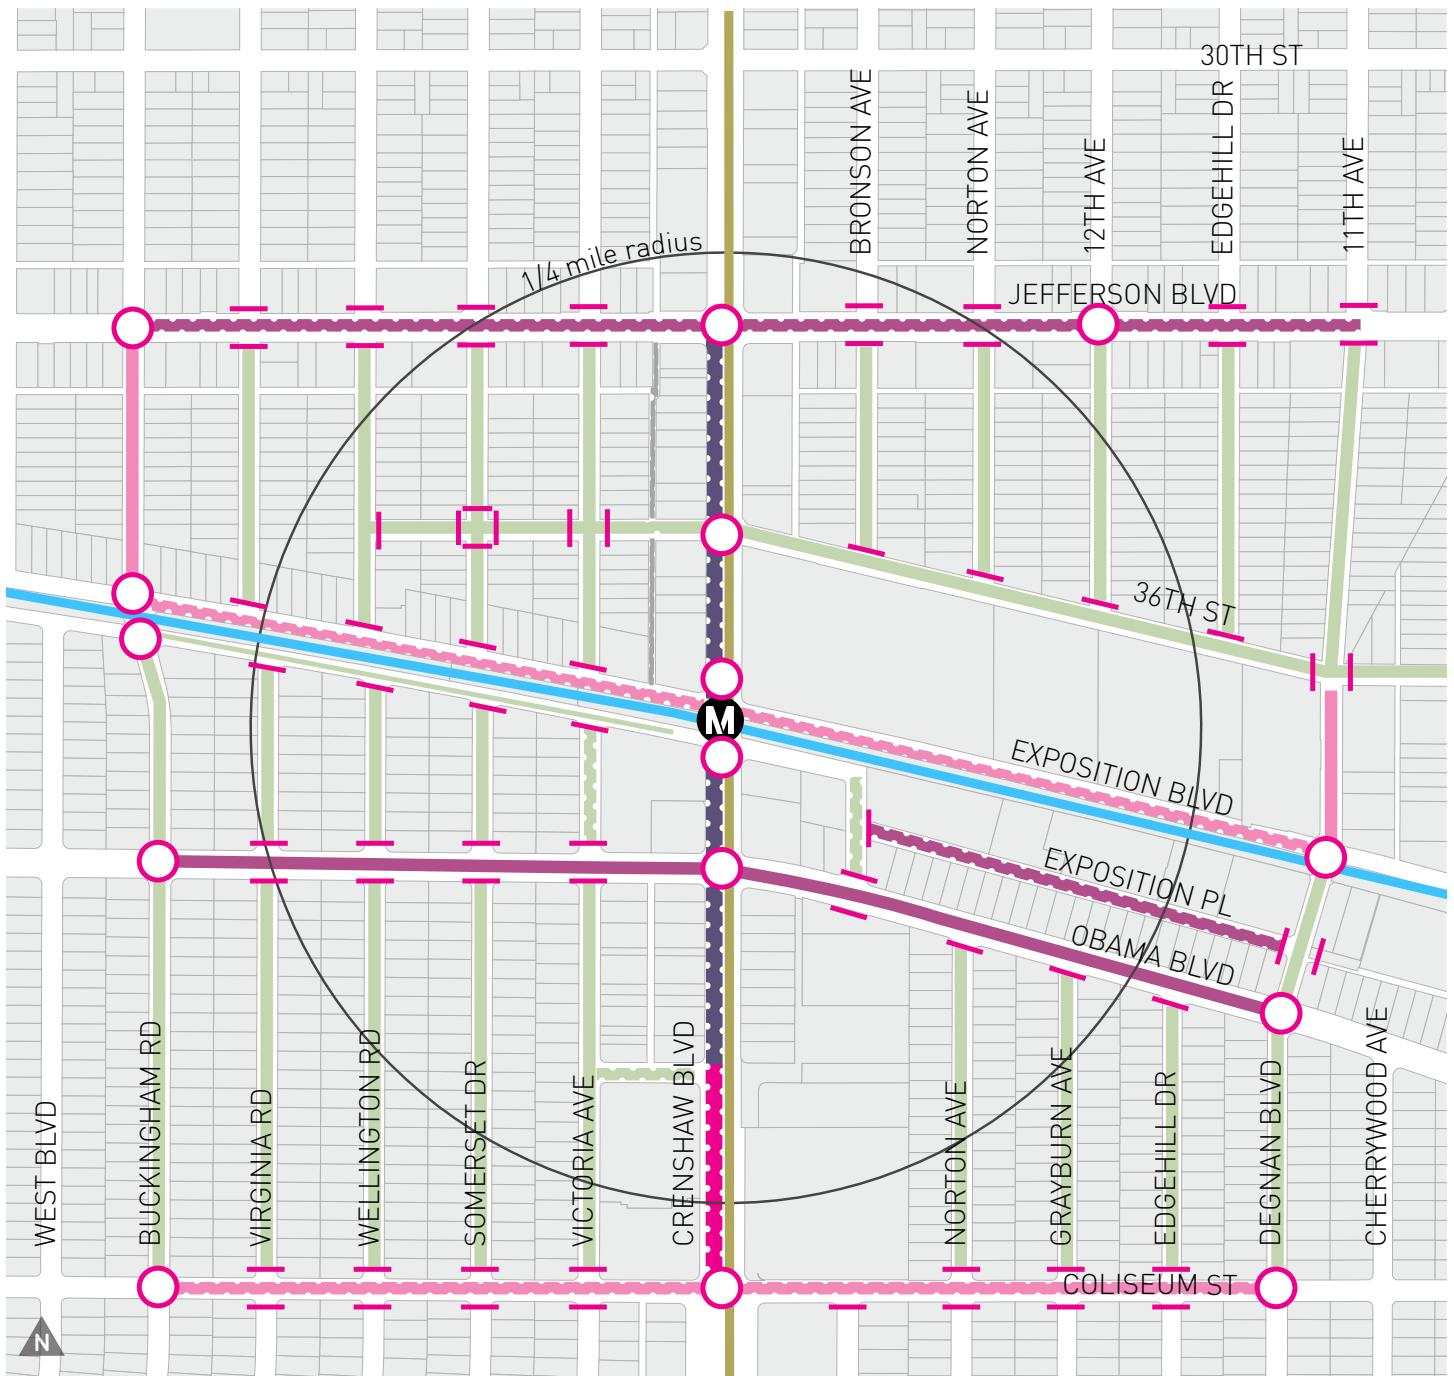 30TH ST
BRONSON AVE
NORTON AVE
12TH AVE
EDGEHILL DR
11TH AVE
1/4 mile radius
JEFFERSON BLVD
36TH ST
M
EXPOSITION BLVD
EXPOSITION PL
OBAMA BLVD
WEST BLVD
BUCKINGHAM RD
VIRGINIA RD
WELLINGTON RD
SOMERSET DR
VICTORIA AVE
CRENSHAW BLVD
NORTON AVE
GRAYBURN AVE
EDGEHILL DR
DEGNAN BLVD
CHERRYWOOD AVE
COLISEUM ST
N